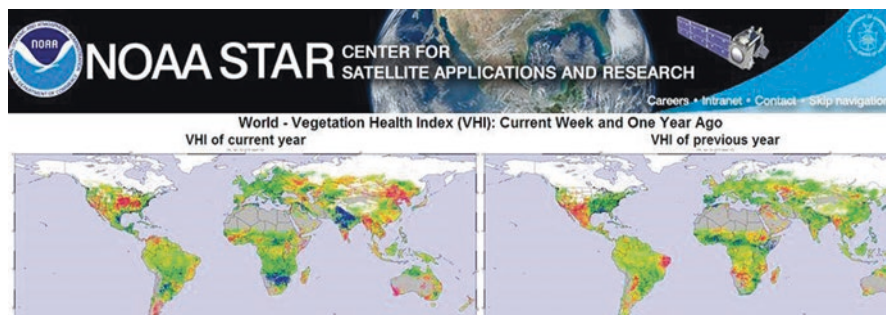 NOAA
NOAA STAR
CENTER FOR
SATELLITE APPLICATIONS AND RESEARCH
Careers • Intranet • Contact • Skip navigation
World - Vegetation Health Index (VHI): Current Week and One Year Ago
VHI of current year
VHI of previous year